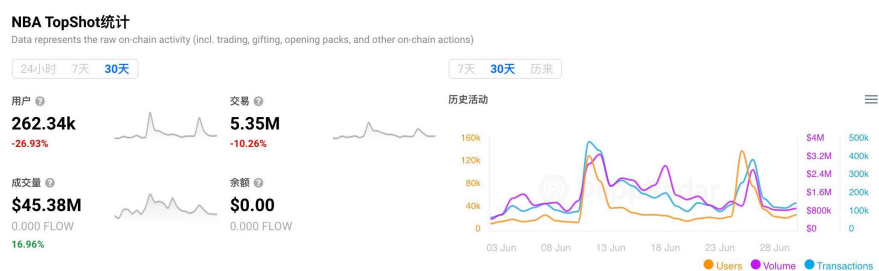 NBA TopShot统计
Data represents the raw on-chain activity (incl. trading, gifting, opening packs, and other on-chain actions)
24小时 7天 30天
7天 30天 历来
用户 ?
262.34k
-26.93%
交易 ?
5.35M
-10.26%
成交量 ?
$45.38M
0.000 FLOW
16.96%
余额 ?
$0.00
0.000 FLOW
历史活动
160k $4M 500k
$3.2M 400k
120k
$2.4M 300k
80k
$1.6M 200k
40k
$800k 100k
0 $0 0
03 Jun 08 Jun 13 Jun 18 Jun 23 Jun 28 Jun
Users Volume Transactions